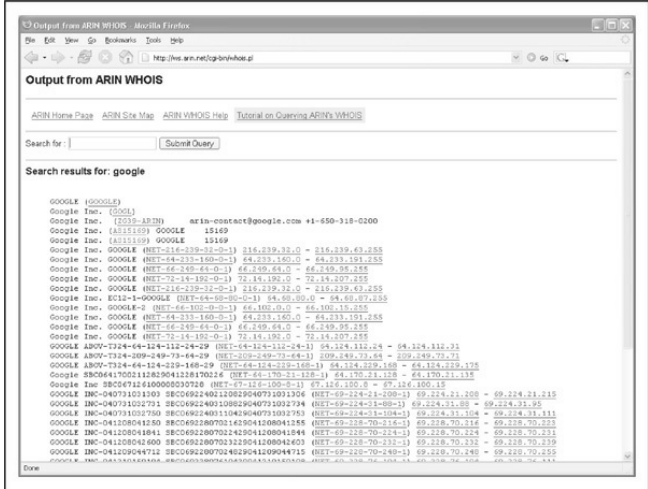 Output from ARIN WHOIS - Mozilla Firefox
File Edit View Go Bookmarks Tools Help
http://ws.arin.net/cgi-bin/whois.pl Go
Output from ARIN WHOIS
ARIN Home Page ARIN Site Map ARIN WHOIS Help Tutorial on Querying ARIN's WHOIS
Search for : Submit Query
Search results for: google
GOOGLE (GOOGLE)
Google Inc. (GOGL)
Google Inc. (ZG39-ARIN) arin-contact@google.com +1-650-318-0200
Google Inc. (AS15169) GOOGLE 15169
Google Inc. (AS15169) GOOGLE 15169
Google Inc. GOOGLE (NET-216-239-32-0-1) 216.239.32.0 - 216.239.63.255
Google Inc. GOOGLE (NET-64-233-160-0-1) 64.233.160.0 - 64.233.191.255
Google Inc. GOOGLE (NET-66-249-64-0-1) 66.249.64.0 - 66.249.95.255
Google Inc. GOOGLE (NET-72-14-192-0-1) 72.14.192.0 - 72.14.255.255
Google Inc. GOOGLE (NET-216-239-32-0-1) 216.239.32.0 - 216.239.63.255
Google Inc. EC12-1-GOOGLE (NET-64-68-80-0-1) 64.68.80.0 - 64.68.87.255
Google Inc. GOOGLE-2 (NET-66-102-0-0-1) 66.102.0.0 - 66.102.15.255
Google Inc. GOOGLE (NET-64-233-160-0-1) 64.233.160.0 - 64.233.191.255
Google Inc. GOOGLE (NET-66-249-64-0-1) 66.249.64.0 - 66.249.95.255
Google Inc. GOOGLE (NET-72-14-192-0-1) 72.14.192.0 - 72.14.255.255
GOOGLE ABOV-T324-64-124-112-24-29 (NET-64-124-112-24-1) 64.124.112.24 - 64.124.112.31
GOOGLE ABOV-T324-209-249-73-64-29 (NET-209-249-73-64-1) 209.249.73.64 - 209.249.73.71
GOOGLE ABOV-T324-64-124-229-168-29 (NET-64-124-229-168-1) 64.124.229.168 - 64.124.229.175
Google SBC06417002112829041228170226 (NET-64-170-21-128-1) 64.170.21.128 - 64.170.21.135
Google Inc SBC067126100008030728 (NET-67-126-100-8-1) 67.126.100.8 - 67.126.100.15
GOOGLE INC-040731031303 (NET-69-224-21-208-1) 69.224.21.208 - 69.224.21.215
GOOGLE INC-040731032731 (NET-69-224-31-88-1) 69.224.31.88 - 69.224.31.95
GOOGLE INC-040731032750 (NET-69-224-31-104-1) 69.224.31.104 - 69.224.31.111
GOOGLE INC-041208041250 (NET-69-228-70-216-1) 69.228.70.216 - 69.228.70.223
GOOGLE INC-041208041841 (NET-69-228-70-224-1) 69.228.70.224 - 69.228.70.231
GOOGLE INC-041208042600 (NET-69-228-70-232-1) 69.228.70.232 - 69.228.70.239
GOOGLE INC-041209044712 (NET-69-228-70-248-1) 69.228.70.248 - 69.228.70.255
Done